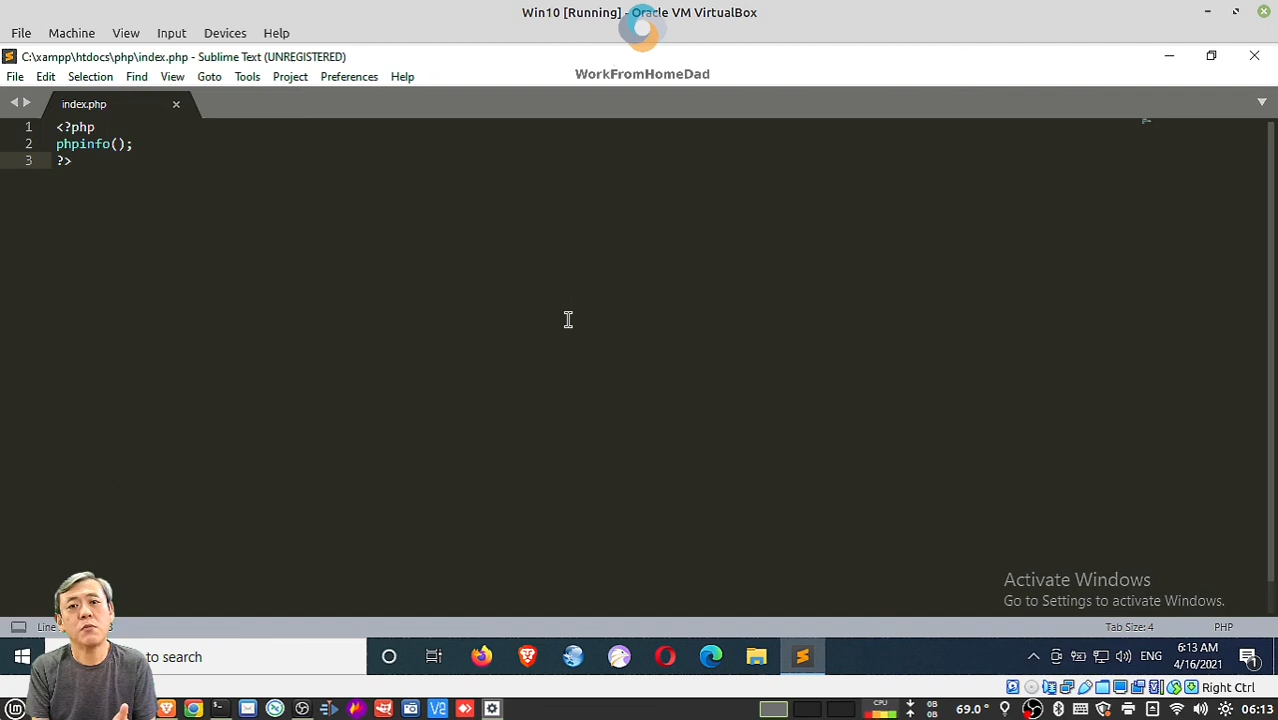 Win10 [Running] - Oracle VM VirtualBox
File Machine View Input Devices Help
C:\xampp\htdocs\php\index.php - Sublime Text (UNREGISTERED)
WorkFromHomeDad
File Edit Selection Find View Goto Tools Project Preferences Help
index.php
1 <?php
2 phpinfo();
3 ?>
Activate Windows
Go to Settings to activate Windows.
Tab Size: 4 PHP
to search
ENG
6:13 AM
4/16/2021
Right Ctrl
CPU
0B
0B
69.0°
06:13